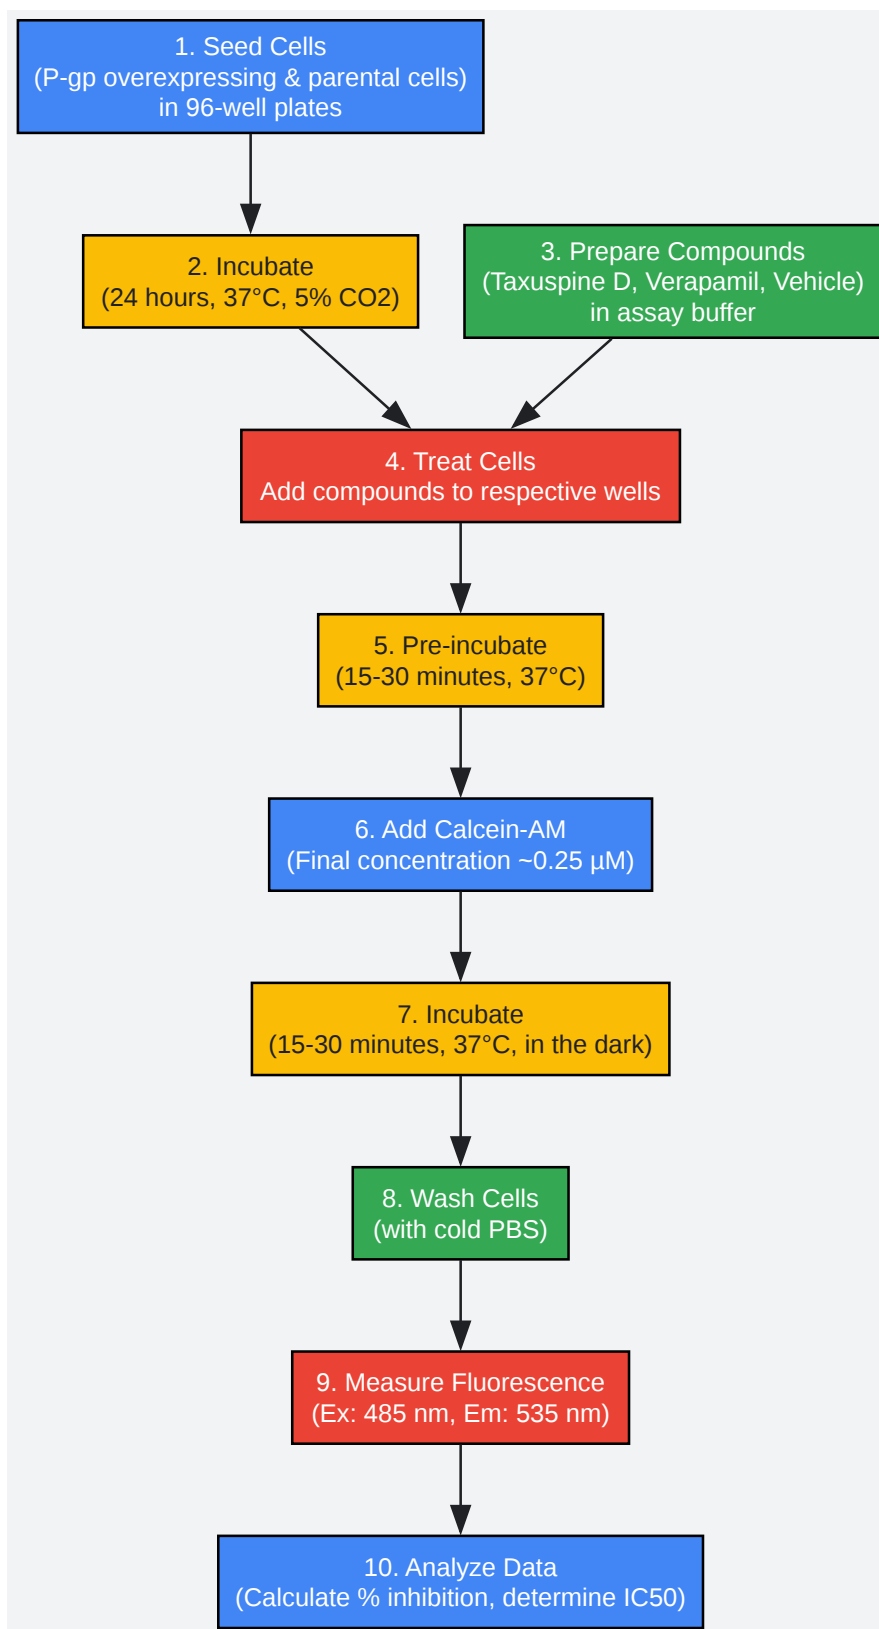 1. Seed Cells
(P-gp overexpressing & parental cells)
in 96-well plates
2. Incubate
(24 hours, 37°C, 5% CO2)
3. Prepare Compounds
(Taxuspine D, Verapamil, Vehicle)
in assay buffer
4. Treat Cells
Add compounds to respective wells
5. Pre-incubate
(15-30 minutes, 37°C)
6. Add Calcein-AM
(Final concentration ~0.25 µM)
7. Incubate
(15-30 minutes, 37°C, in the dark)
8. Wash Cells
(with cold PBS)
9. Measure Fluorescence
(Ex: 485 nm, Em: 535 nm)
10. Analyze Data
(Calculate % inhibition, determine IC50)